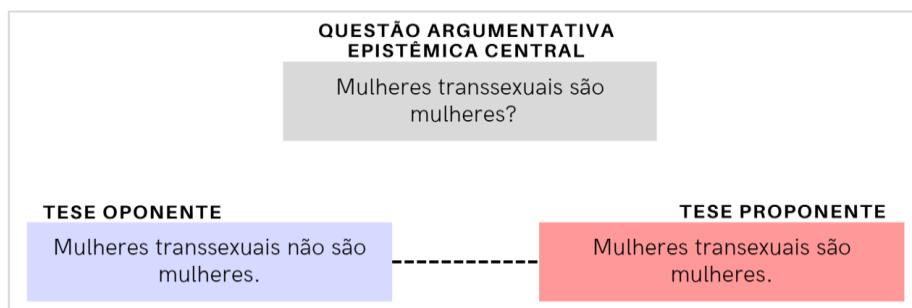 QUESTÃO ARGUMENTATIVA
EPISTÊMICA CENTRAL
Mulheres transsexuais são
mulheres?
TESE OPONENTE
Mulheres transsexuais não são
mulheres.
TESE PROPONENTE
Mulheres transexuais são
mulheres.